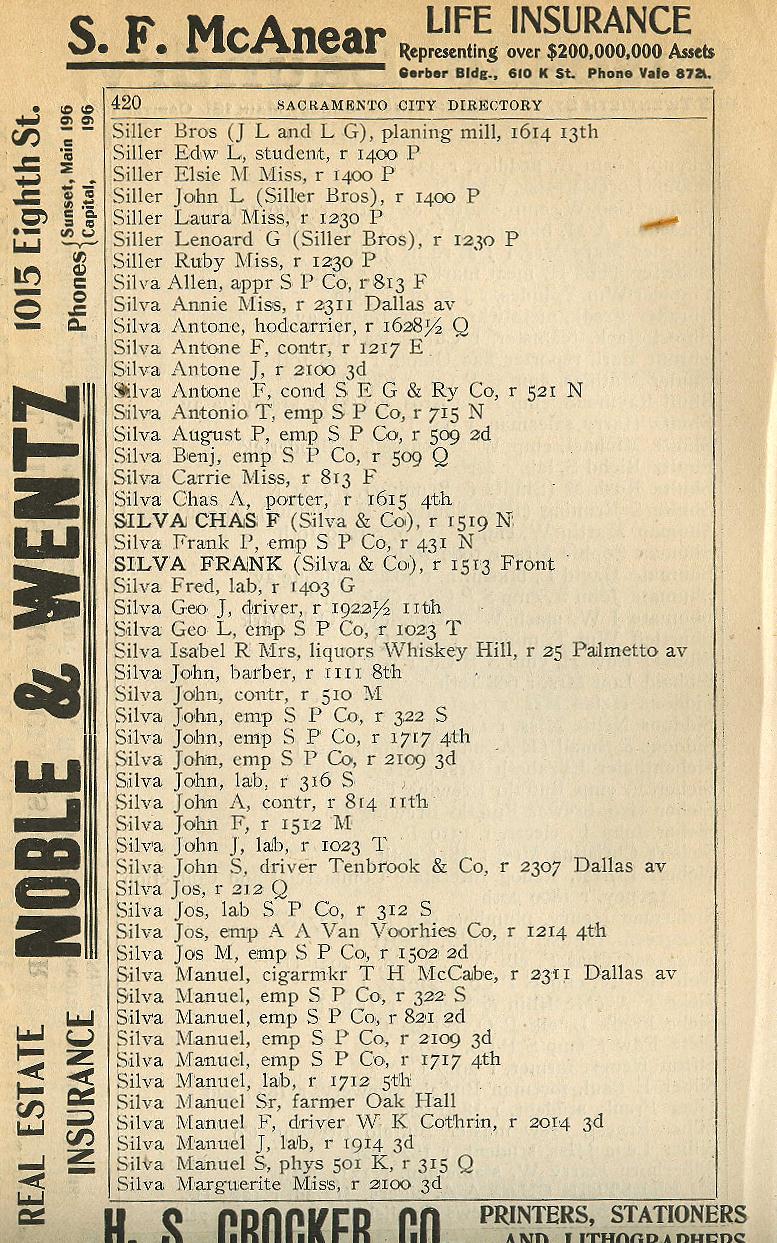 S. F. McAnear
LIFE INSURANCE
Representing over $200,000,000 Assets
Gerber Bldg., 610 K St. Phone Vale 872L.
REAL ESTATE
INSURANCE
NOBLE & WENTZ
1015 Eighth St.
Phones { Sunset, Main 196
Capital, 196
420 SACRAMENTO CITY DIRECTORY
Siller Bros (J L and L G), planing mill, 1614 13th
Siller Edw L, student, r 1400 P
Siller Elsie M Miss, r 1400 P
Siller John L (Siller Bros), r 1400 P
Siller Laura Miss, r 1230 P
Siller Lenoard G (Siller Bros), r 1230 P
Siller Ruby Miss, r 1230 P
Silva Allen, appr S P Co, r 813 F
Silva Annie Miss, r 2311 Dallas av
Silva Antone, hodcarrier, r 1628½ Q
Silva Antone F, contr, r 1217 E
Silva Antone J, r 2100 3d
Silva Antone F, cond S E G & Ry Co, r 521 N
Silva Antonio T, emp S P Co, r 715 N
Silva August P, emp S P Co, r 509 2d
Silva Benj, emp S P Co, r 509 Q
Silva Carrie Miss, r 813 F
Silva Chas A, porter, r 1615 4th
SILVA CHAS F (Silva & Co), r 1519 N
Silva Frank P, emp S P Co, r 431 N
SILVA FRANK (Silva & Co), r 1513 Front
Silva Fred, lab, r 1403 G
Silva Geo J, driver, r 1922½ 11th
Silva Geo L, emp S P Co, r 1023 T
Silva Isabel R Mrs, liquors Whiskey Hill, r 25 Palmetto av
Silva John, barber, r 1111 8th
Silva John, contr, r 510 M
Silva John, emp S P Co, r 322 S
Silva John, emp S P Co, r 1717 4th
Silva John, emp S P Co, r 2109 3d
Silva John, lab, r 316 S
Silva John A, contr, r 814 11th
Silva John F, r 1512 M
Silva John J, lab, r 1023 T
Silva John S, driver Tenbrook & Co, r 2307 Dallas av
Silva Jos, r 212 Q
Silva Jos, lab S P Co, r 312 S
Silva Jos, emp A A Van Voorhies Co, r 1214 4th
Silva Jos M, emp S P Co, r 1502 2d
Silva Manuel, cigarmkr T H McCabe, r 2311 Dallas av
Silva Manuel, emp S P Co, r 322 S
Silva Manuel, emp S P Co, r 821 2d
Silva Manuel, emp S P Co, r 2109 3d
Silva Manuel, emp S P Co, r 1717 4th
Silva Manuel, lab, r 1712 5th
Silva Manuel Sr, farmer Oak Hall
Silva Manuel F, driver W K Cothrin, r 2014 3d
Silva Manuel J, lab, r 1914 3d
Silva Manuel S, phys 501 K, r 315 Q
Silva Marguerite Miss, r 2100 3d
H. S. CROCKER CO
PRINTERS, STATIONERS
AND LITHOGRAPHERS